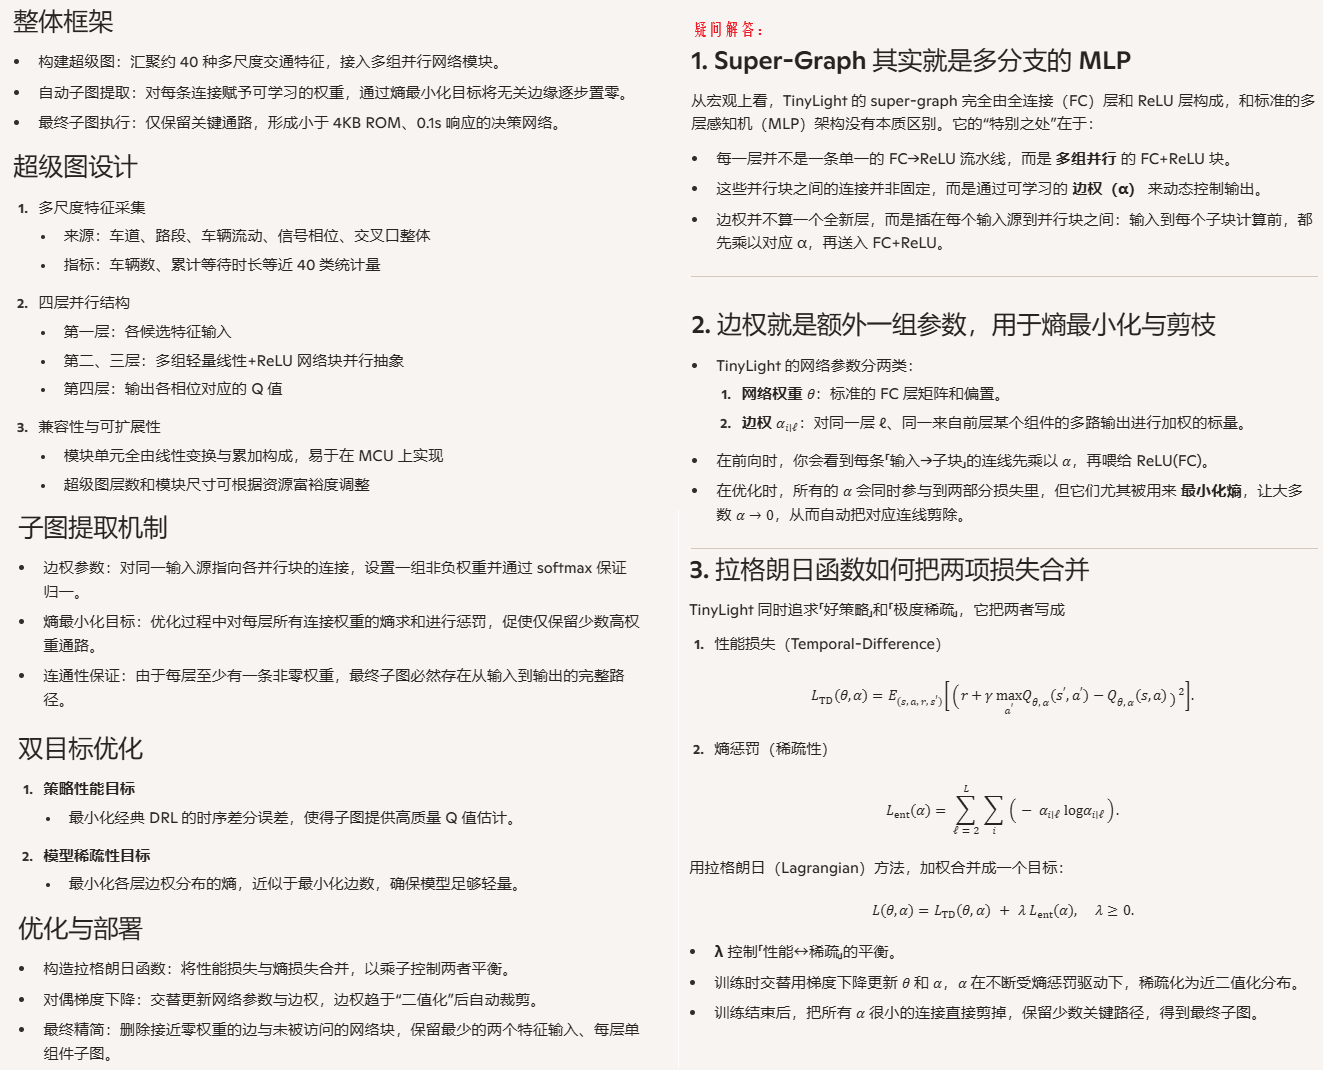 整体框架
• 构建超级图：汇聚约 40 种多尺度交通特征，接入多组并行网络模块。
• 自动子图提取：对每条连接赋予可学习的权重，通过熵最小化目标将无关边缘逐步置零。
• 最终子图执行：仅保留关键通路，形成小于 4KB ROM、0.1s 响应的决策网络。
超级图设计
1. 多尺度特征采集
• 来源：车道、路段、车辆流动、信号相位、交叉口整体
• 指标：车辆数、累计等待时长等近 40 类统计量
2. 四层并行结构
• 第一层：各候选特征输入
• 第二、三层：多组轻量线性+ReLU 网络块并行抽象
• 第四层：输出各相位对应的 Q 值
3. 兼容性与可扩展性
• 模块单元全由线性变换与累加构成，易于在 MCU 上实现
• 超级图层数和模块尺寸可根据资源富裕度调整
子图提取机制
• 边权参数：对同一输入源指向各并行块的连接，设置一组非负权重并通过 softmax 保证
归一。
• 熵最小化目标：优化过程中对每层所有连接权重的熵求和进行惩罚，促使仅保留少数高权
重通路。
• 连通性保证：由于每层至少有一条非零权重，最终子图必然存在从输入到输出的完整路
径。
双目标优化
1. 策略性能目标
• 最小化经典 DRL 的时序差分误差，使得子图提供高质量 Q 值估计。
2. 模型稀疏性目标
• 最小化各层边权分布的熵，近似于最小化边数，确保模型足够轻量。
优化与部署
• 构造拉格朗日函数：将性能损失与熵损失合并，以乘子控制两者平衡。
• 对偶梯度下降：交替更新网络参数与边权，边权趋于“二值化”后自动裁剪。
• 最终精简：删除接近零权重的边与未被访问的网络块，保留最少的两个特征输入、每层单
组件子图。
疑问解答：
1. Super-Graph 其实就是多分支的 MLP
从宏观上看，TinyLight 的 super-graph 完全由全连接（FC）层和 ReLU 层构成，和标准的多
层感知机（MLP）架构没有本质区别。它的“特别之处”在于：
• 每一层并不是一条单一的 FC→ReLU 流水线，而是 多组并行 的 FC+ReLU 块。
• 这些并行块之间的连接并非固定，而是通过可学习的 边权（α） 来动态控制输出。
• 边权并不算一个全新层，而是插在每个输入源到并行块之间：输入到每个子块计算前，都
先乘以对应 α，再送入 FC+ReLU。
2. 边权就是额外一组参数，用于熵最小化与剪枝
• TinyLight 的网络参数分两类：
1. 网络权重 θ：标准的 FC 层矩阵和偏置。
2. 边权 α_{i|ℓ}：对同一层 ℓ、同一来自前层某个组件的多路输出进行加权的标量。
• 在前向时，你会看到每条「输入→子块」的连线先乘以 α，再喂给 ReLU(FC)。
• 在优化时，所有的 α 会同时参与到两部分损失里，但它们尤其被用来 最小化熵，让大多
数 α → 0，从而自动把对应连线剪除。
3. 拉格朗日函数如何把两项损失合并
TinyLight 同时追求「好策略」和「极度稀疏」，它把两者写成
1. 性能损失（Temporal-Difference）
L_{TD}(θ,α) = E_{(s,a,r,s′)}[(r + γ max_{a′} Q_{θ,α}(s′,a′) − Q_{θ,α}(s,a))²].
2. 熵惩罚（稀疏性）
L_{ent}(α) = ∑_{ℓ=2}^{L} ∑_{i} (− α_{i|ℓ} logα_{i|ℓ}).
用拉格朗日（Lagrangian）方法，加权合并成一个目标：
L(θ,α) = L_{TD}(θ,α) + λ L_{ent}(α), λ ≥ 0.
• λ 控制「性能↔稀疏」的平衡。
• 训练时交替用梯度下降更新 θ 和 α，α 在不断受熵惩罚驱动下，稀疏化为近二值化分布。
• 训练结束后，把所有 α 很小的连接直接剪掉，保留少数关键路径，得到最终子图。